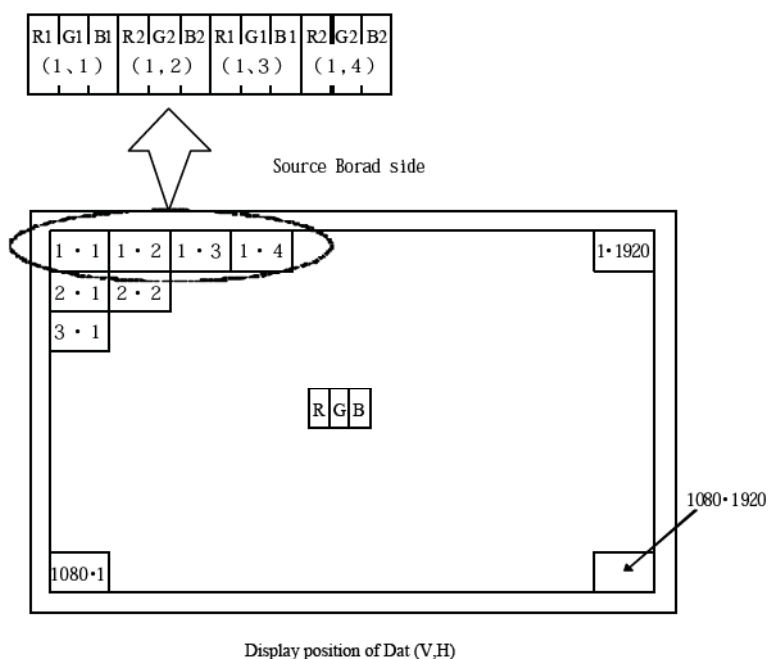 R1 G1 B1 R2 G2 B2 R1 G1 B1 R2 G2 B2
(1、1) (1,2) (1,3) (1,4)
Source Borad side
1・1 1・2 1・3 1・4 1・1920
2・1 2・2
3・1
R G B
1080・1920
1080・1
Display position of Dat (V,H)